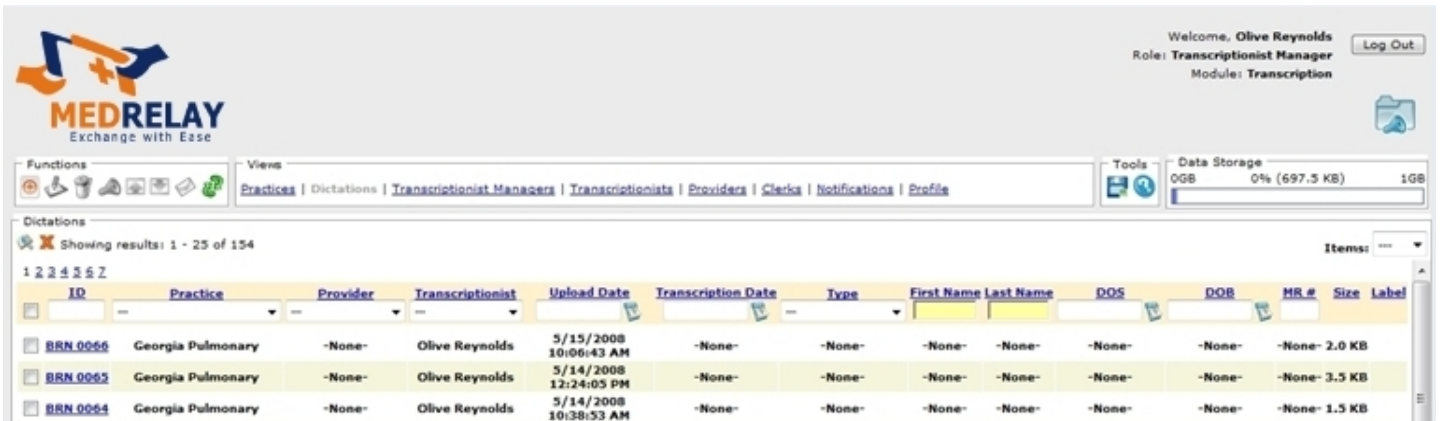 Welcome, Olive Reynolds
Log Out
Role: Transcriptionist Manager
Module: Transcription
MEDRELAY
Exchange with Ease
Functions
Views
Tools
Data Storage
Practices | Dictations | Transcriptionist Managers | Transcriptionists | Providers | Clerks | Notifications | Profile
0GB 0% (697.5 KB) 1GB
Dictations
Showing results: 1 - 25 of 154
Items: ---
1 2 3 4 5 6 7
ID Practice Provider Transcriptionist Upload Date Transcription Date Type First Name Last Name DOS DOB MR # Size Label
-- -- -- --
BRN 0066 Georgia Pulmonary -None- Olive Reynolds 5/15/2008 10:06:43 AM -None- -None- -None- -None- -None- -None- -None- 2.0 KB
BRN 0065 Georgia Pulmonary -None- Olive Reynolds 5/14/2008 12:24:05 PM -None- -None- -None- -None- -None- -None- -None- 3.5 KB
BRN 0064 Georgia Pulmonary -None- Olive Reynolds 5/14/2008 10:38:53 AM -None- -None- -None- -None- -None- -None- -None- 1.5 KB